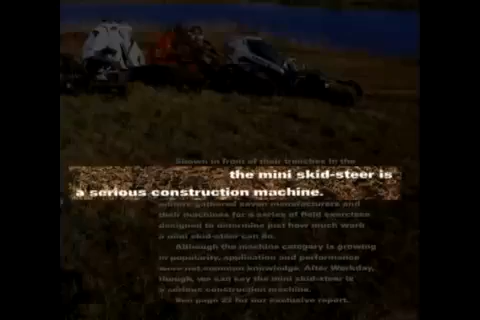 Shown in front of their trenches in the
the mini skid-steer is
a serious construction machine.
where gathered seven manufacturers and
their machines for a series of field exercises
designed to determine just how much work
a mini skid-steer can do.
Although the machine category is growing
in popularity, application and performance
were not common knowledge. After Workday,
though, we can say the mini skid-steer is
a serious construction machine.
See page 22 for our exclusive report.